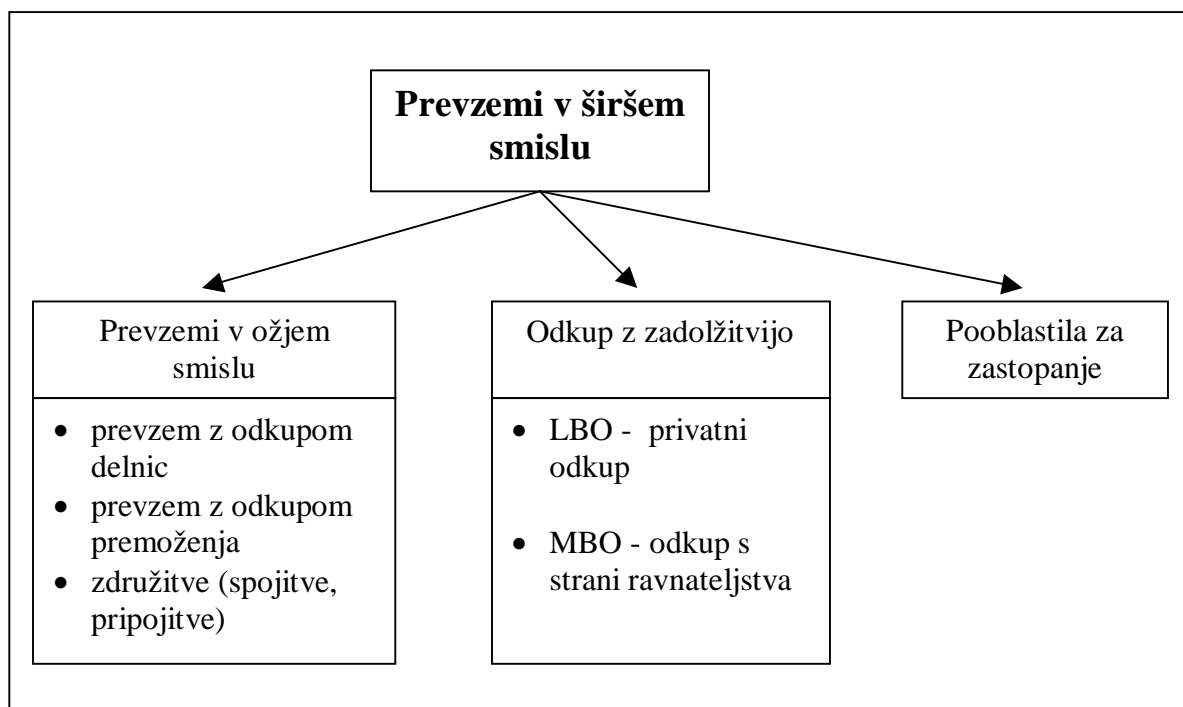 Prevzemi v širšem
smislu
Prevzemi v ožjem
smislu
• prevzem z odkupom
delnic
• prevzem z odkupom
premoženja
• združitve (spojitve,
pripojitve)
Odkup z zadolžitvijo
• LBO - privatni
odkup
• MBO - odkup s
strani ravnateljstva
Pooblastila za
zastopanje